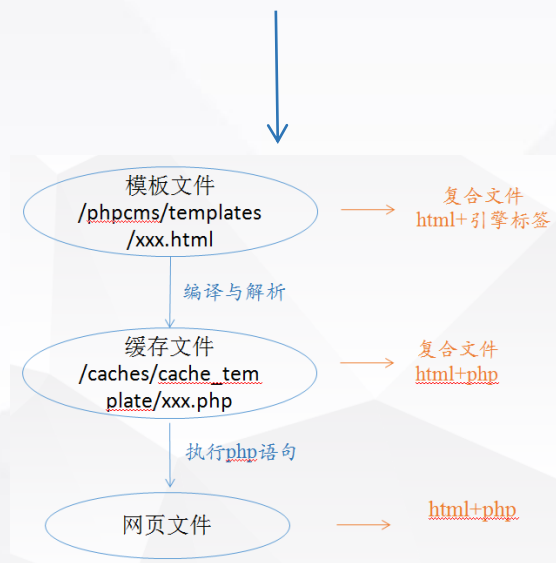 模板文件
/phpcms/templates
/xxx.html
复合文件
html+引擎标签
编译与解析
缓存文件
/caches/cache_tem
plate/xxx.php
复合文件
html+php
执行php语句
网页文件
html+php